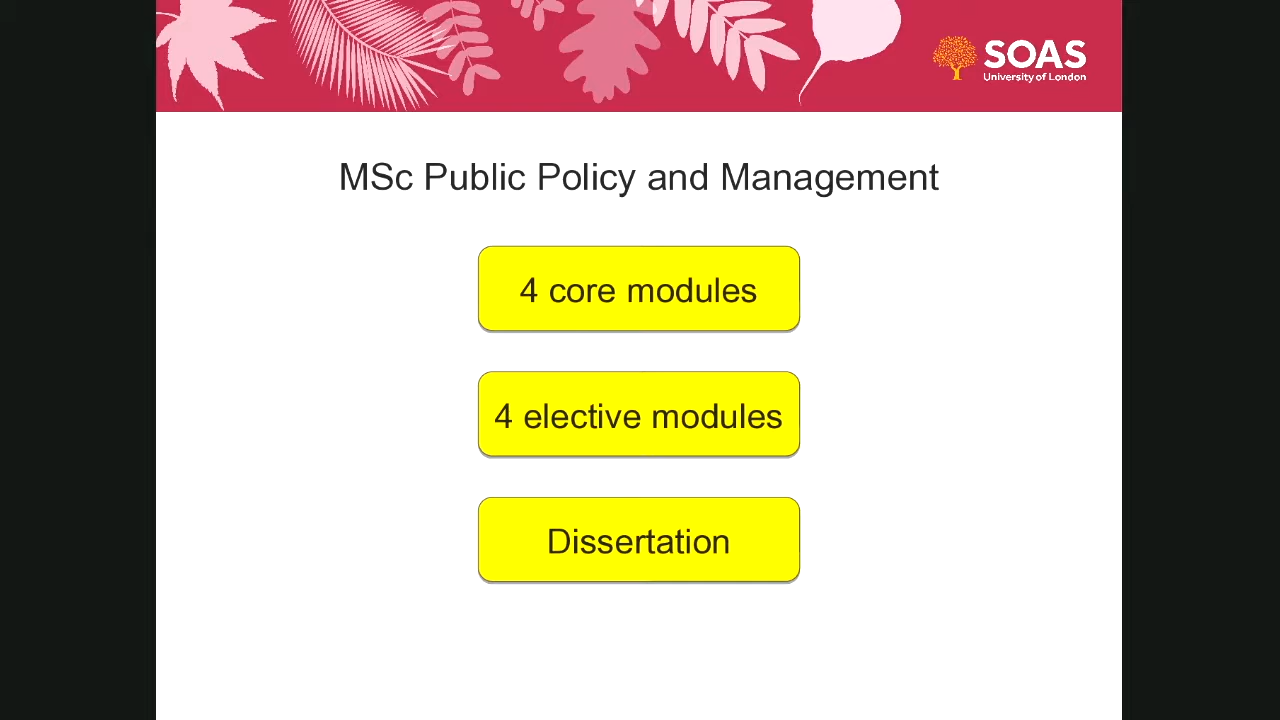 SOAS
University of London
MSc Public Policy and Management
4 core modules
4 elective modules
Dissertation